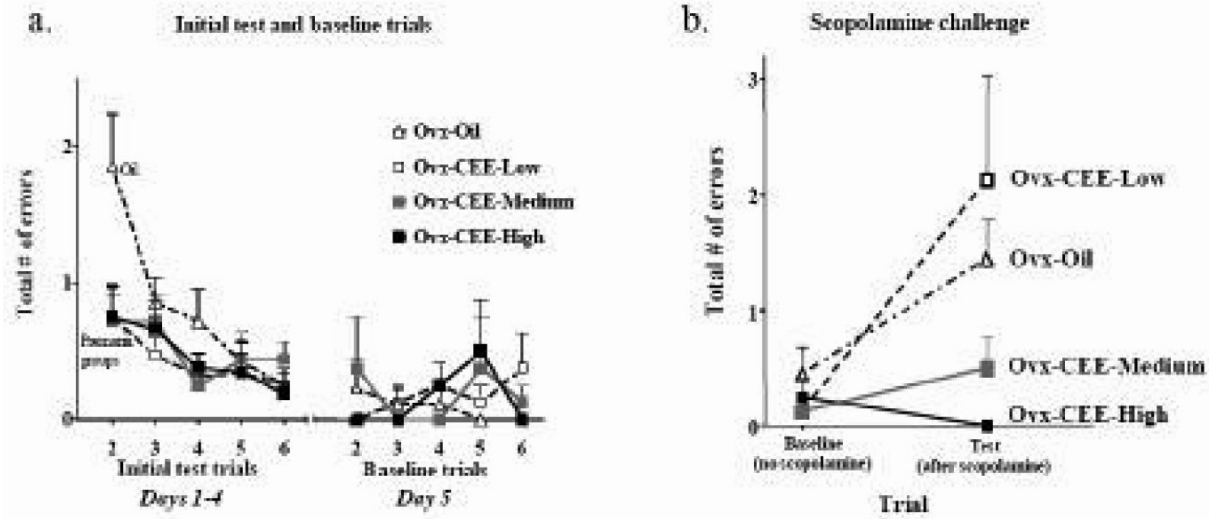 a.
Initial test and baseline trials
Total # of errors
2
1
0
Oil
Premarin
groups
Ovx-Oil
Ovx-CEE-Low
Ovx-CEE-Medium
Ovx-CEE-High
2 3 4 5 6
Initial test trials
Days 1-4
2 3 4 5 6
Baseline trials
Day 5
b.
Scopolamine challenge
Total # of errors
3
2
1
0
Ovx-CEE-Low
Ovx-Oil
Ovx-CEE-Medium
Ovx-CEE-High
Baseline
(no-scopolamine)
Test
(after scopolamine)
Trial